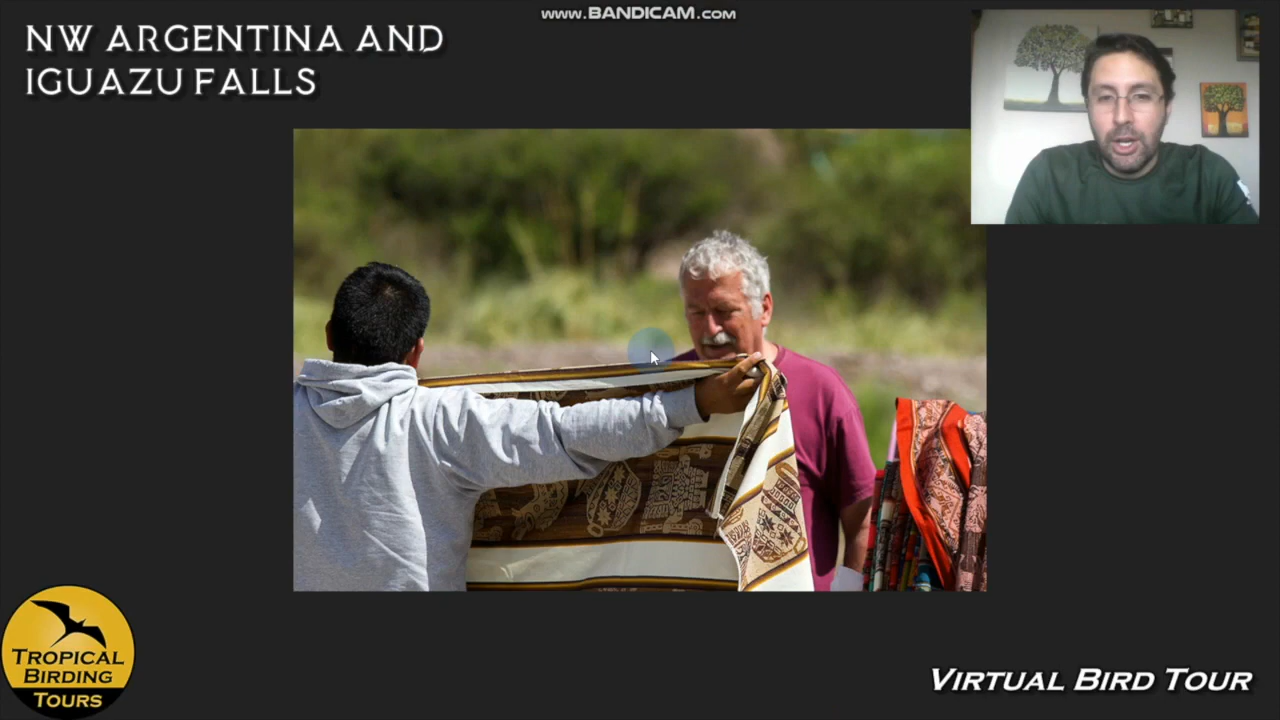 www.BANDICAM.com
NW ARGENTINA AND
IGUAZU FALLS
TROPICAL
BIRDING
TOURS
VIRTUAL BIRD TOUR